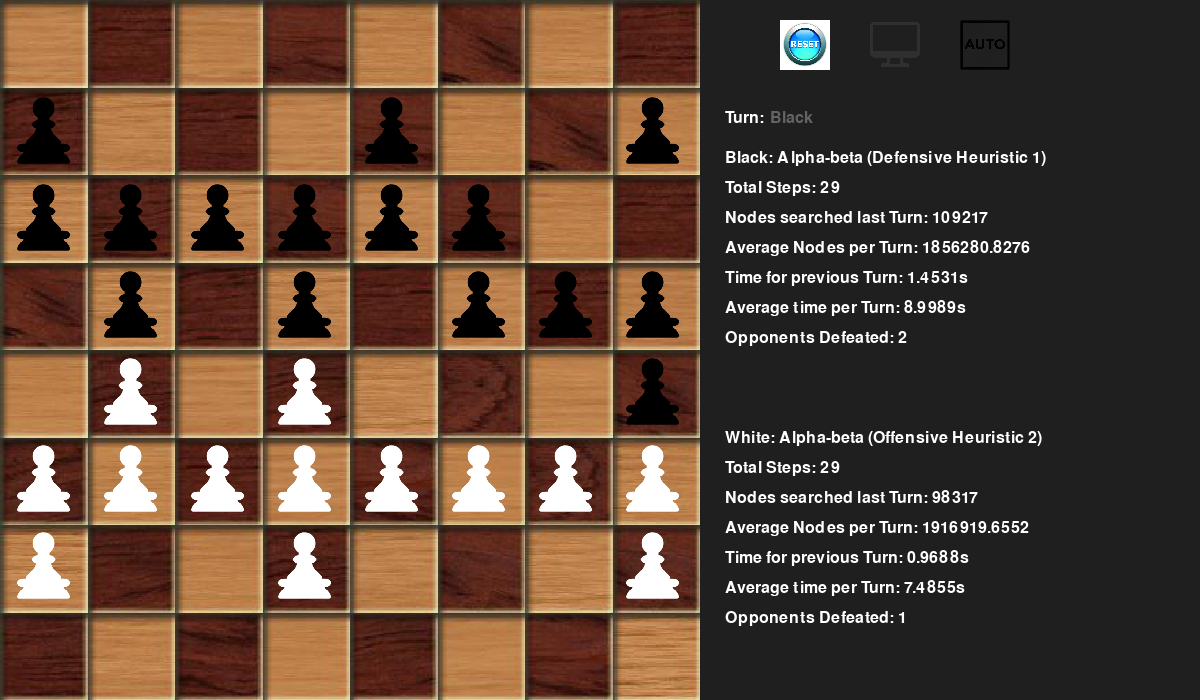 RESET
AUTO
Turn: Black
Black: Alpha-beta (Defensive Heuristic 1)
Total Steps: 29
Nodes searched last Turn: 109217
Average Nodes per Turn: 1856280.8276
Time for previous Turn: 1.4531s
Average time per Turn: 8.9989s
Opponents Defeated: 2
White: Alpha-beta (Offensive Heuristic 2)
Total Steps: 29
Nodes searched last Turn: 98317
Average Nodes per Turn: 1916919.6552
Time for previous Turn: 0.9688s
Average time per Turn: 7.4855s
Opponents Defeated: 1